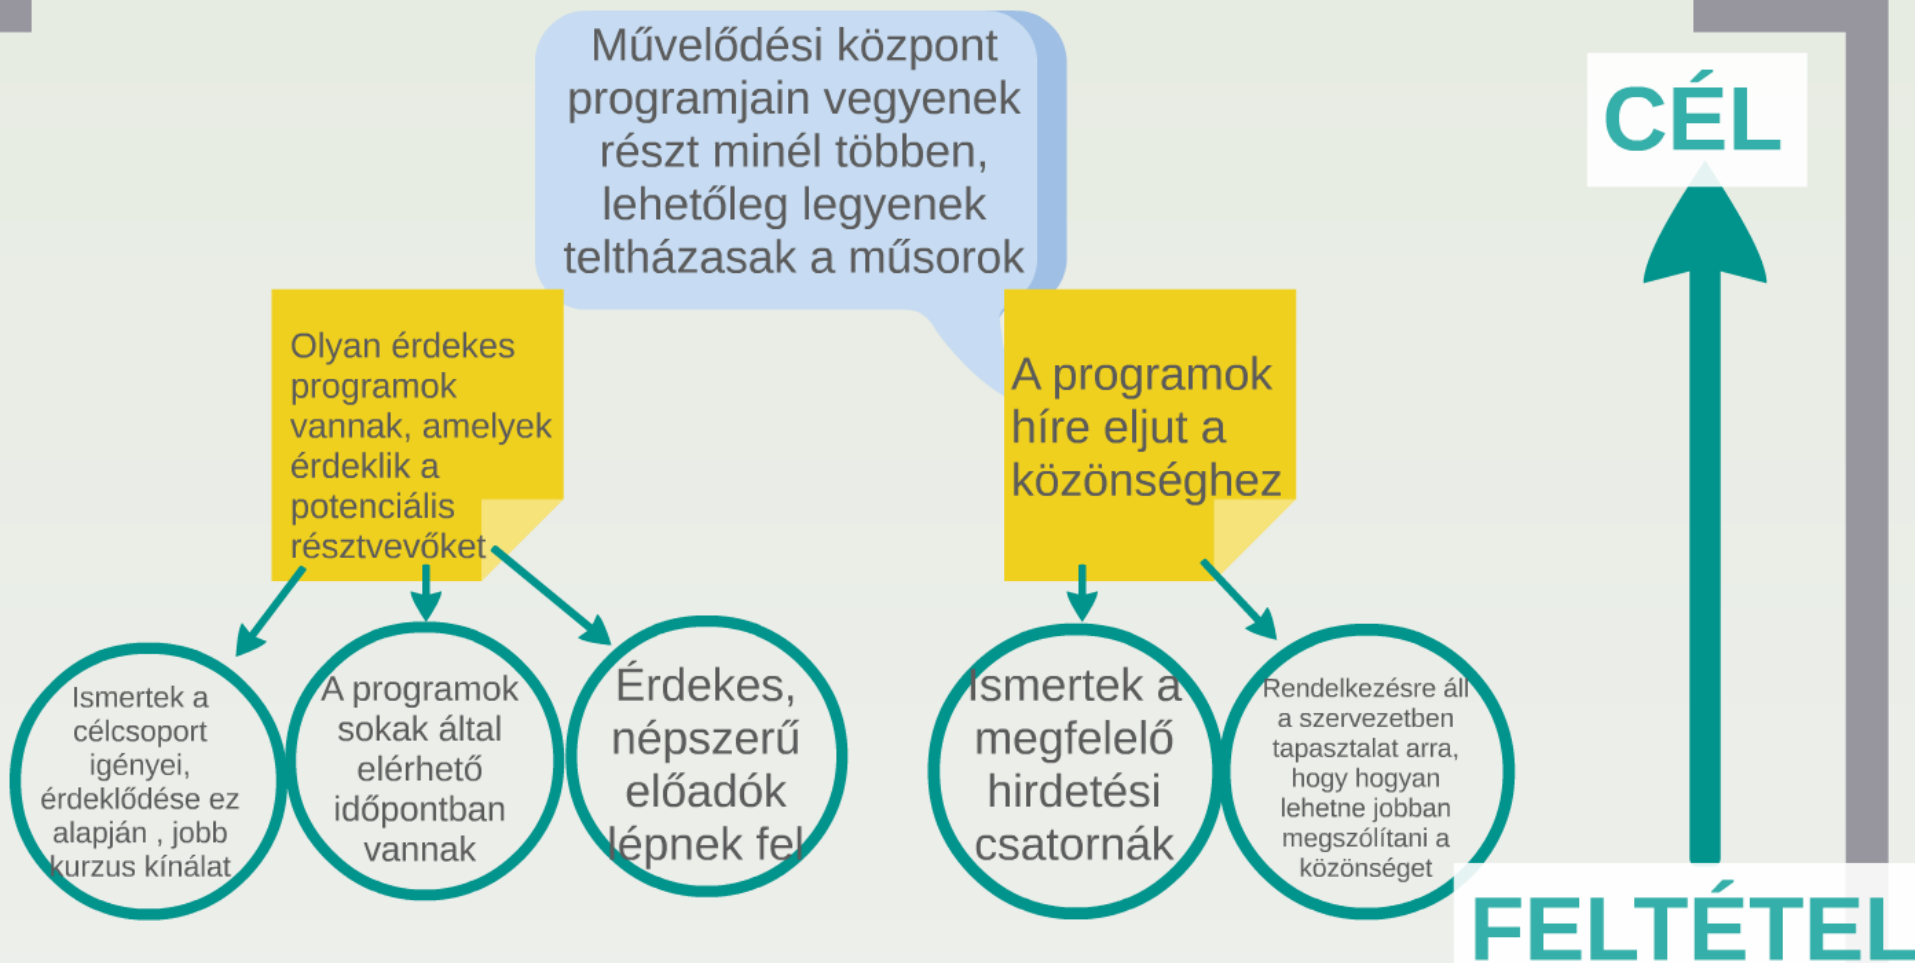 Művelődési központ
programjain vegyenek
részt minél többen,
lehetőleg legyenek
teltházasak a műsorok
CÉL
Olyan érdekes
programok
vannak, amelyek
érdeklik a
potenciális
résztvevőket
A programok
híre eljut a
közönséghez
Ismertek a
célcsoport
igényei,
érdeklődése ez
alapján , jobb
kurzus kínálat
A programok
sokak által
elérhető
időpontban
vannak
Érdekes,
népszerű
előadók
lépnek fel
Ismertek a
megfelelő
hirdetési
csatornák
Rendelkezésre áll
a szervezetben
tapasztalat arra,
hogy hogyan
lehetne jobban
megszólítani a
közönséget
FELTÉTEL